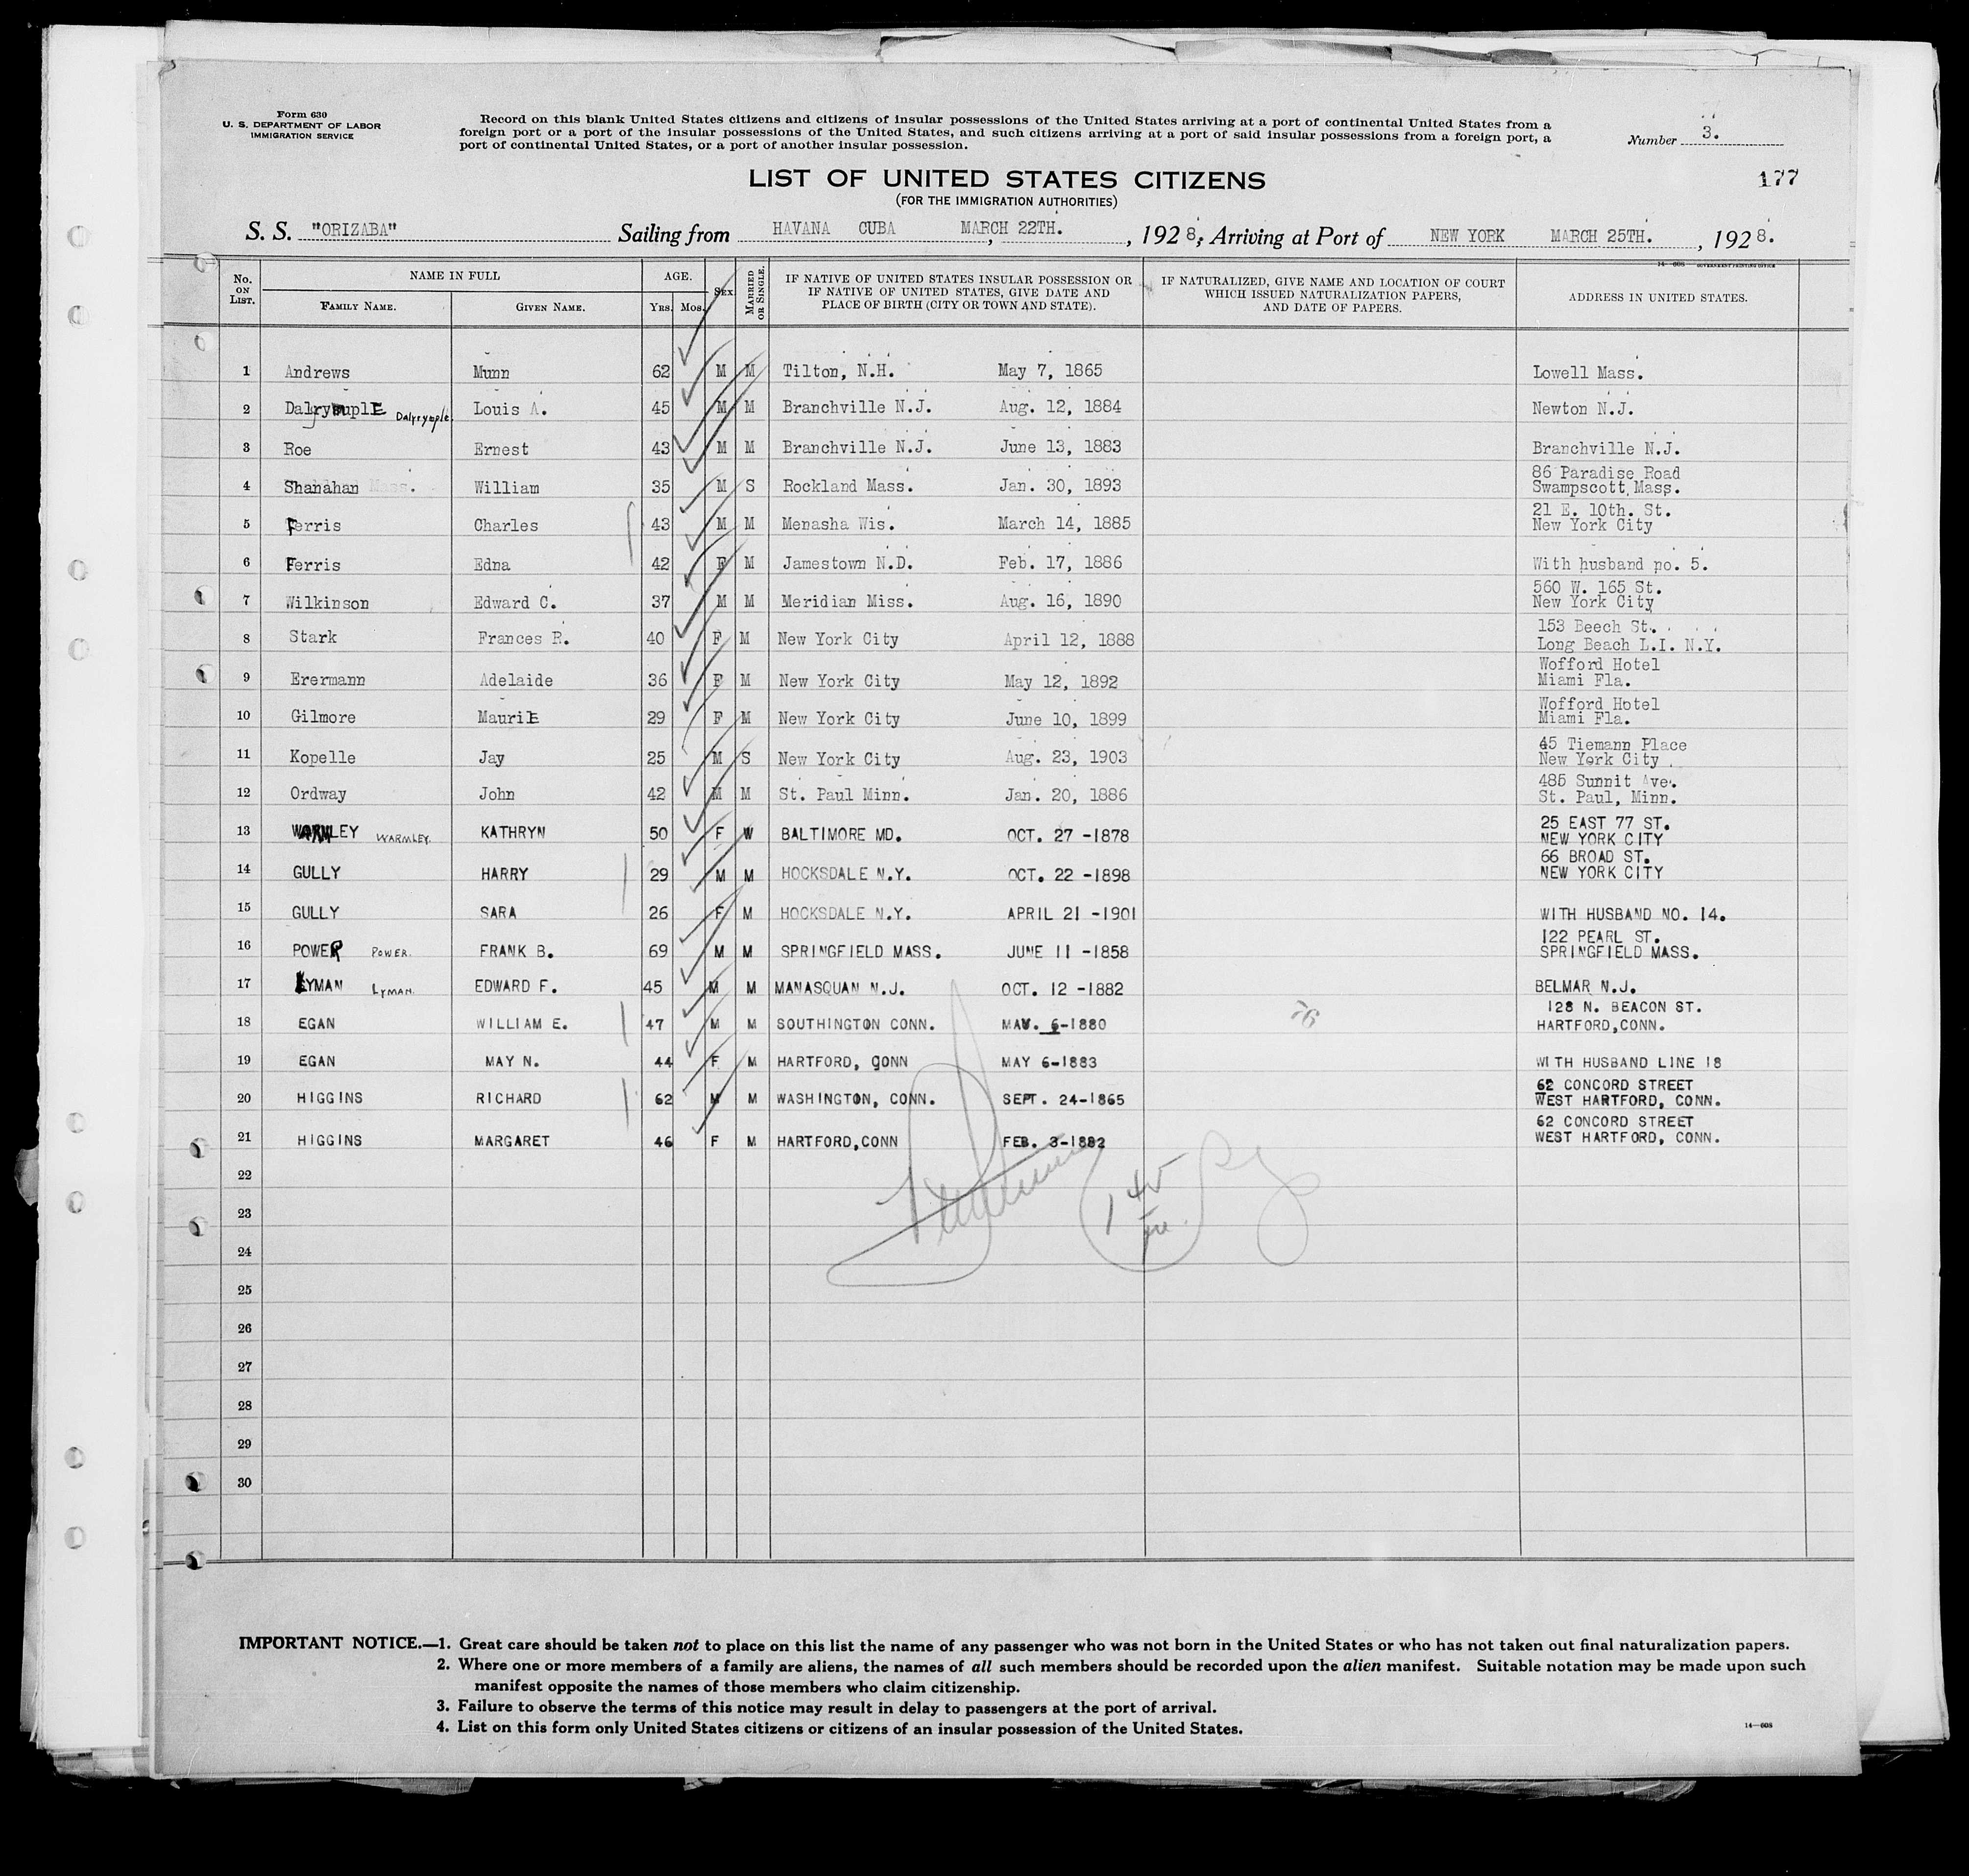 Form 630
U. S. DEPARTMENT OF LABOR
IMMIGRATION SERVICE
Record on this blank United States citizens and citizens of insular possessions of the United States arriving at a port of continental United States from a
foreign port or a port of the insular possessions of the United States, and such citizens arriving at a port of said insular possessions from a foreign port, a
port of continental United States, or a port of another insular possession.
Number 3.
LIST OF UNITED STATES CITIZENS
(FOR THE IMMIGRATION AUTHORITIES)
177
S. S. "ORIZABA" Sailing from HAVANA CUBA MARCH 22TH. , 1928, Arriving at Port of NEW YORK MARCH 25TH. , 1928.
14-608 GOVERNMENT PRINTING OFFICE
No. ON LIST. NAME IN FULL FAMILY NAME. GIVEN NAME. AGE. YRS. MOS. SEX MARRIED OR SINGLE. IF NATIVE OF UNITED STATES INSULAR POSSESSION OR IF NATIVE OF UNITED STATES, GIVE DATE AND PLACE OF BIRTH (CITY OR TOWN AND STATE). IF NATURALIZED, GIVE NAME AND LOCATION OF COURT WHICH ISSUED NATURALIZATION PAPERS, AND DATE OF PAPERS. ADDRESS IN UNITED STATES.
1 Andrews Munn 62 M M Tilton, N.H. May 7, 1865 Lowell Mass.
2 DalrymplE Dalrymple Louis A. 45 M M Branchville N.J. Aug. 12, 1884 Newton N.J.
3 Roe Ernest 43 M M Branchville N.J. June 13, 1883 Branchville N.J.
4 Shanahan Mass. William 35 M S Rockland Mass. Jan. 30, 1893 86 Paradise Road
Swampscott, Mass.
5 Ferris Charles 43 M M Menasha Wis. March 14, 1885 21 E. 10th. St.
New York City
6 Ferris Edna 42 F M Jamestown N.D. Feb. 17, 1886 With husband no. 5.
7 Wilkinson Edward C. 37 M M Meridian Miss. Aug. 16, 1890 560 W. 165 St.
New York City
8 Stark Frances R. 40 F M New York City April 12, 1888 153 Beech St.
Long Beach L.I. N.Y.
9 Erermann Adelaide 36 F M New York City May 12, 1892 Wofford Hotel
Miami Fla.
10 Gilmore MauriE 29 F M New York City June 10, 1899 Wofford Hotel
Miami Fla.
11 Kopelle Jay 25 M S New York City Aug. 23, 1903 45 Tiemann Place
New York City
12 Ordway John 42 M M St. Paul Minn. Jan. 20, 1886 485 Sunnit Ave.
St. Paul, Minn.
13 WARMLEY WARMLEY. KATHRYN 50 F W BALTIMORE MD. OCT. 27 -1878 25 EAST 77 ST.
NEW YORK CITY
14 GULLY HARRY 29 M M HOCKSDALE N.Y. OCT. 22 -1898 66 BROAD ST.
NEW YORK CITY
15 GULLY SARA 26 F M HOCKSDALE N.Y. APRIL 21 -1901 WITH HUSBAND NO. 14.
16 POWER POWER. FRANK B. 69 M M SPRINGFIELD MASS. JUNE 11 -1858 122 PEARL ST.
SPRINGFIELD MASS.
17 LYMAN LYMAN. EDWARD F. 45 M M MANASQUAN N.J. OCT. 12 -1882 BELMAR N.J.
18 EGAN WILLIAM E. 47 M M SOUTHINGTON CONN. MAY. 6-1880 128 N. BEACON ST.
HARTFORD,CONN.
19 EGAN MAY N. 44 F M HARTFORD, CONN MAY 6-1883 WITH HUSBAND LINE 18
20 HIGGINS RICHARD 62 M M WASHINGTON, CONN. SEPT. 24-1865 62 CONCORD STREET
WEST HARTFORD, CONN.
21 HIGGINS MARGARET 46 F M HARTFORD,CONN FEB. 3-1882 62 CONCORD STREET
WEST HARTFORD, CONN.
22
23
24
25
26
27
28
29
30
IMPORTANT NOTICE.—1. Great care should be taken not to place on this list the name of any passenger who was not born in the United States or who has not taken out final naturalization papers.
2. Where one or more members of a family are aliens, the names of all such members should be recorded upon the alien manifest. Suitable notation may be made upon such
manifest opposite the names of those members who claim citizenship.
3. Failure to observe the terms of this notice may result in delay to passengers at the port of arrival.
4. List on this form only United States citizens or citizens of an insular possession of the United States.
14—608